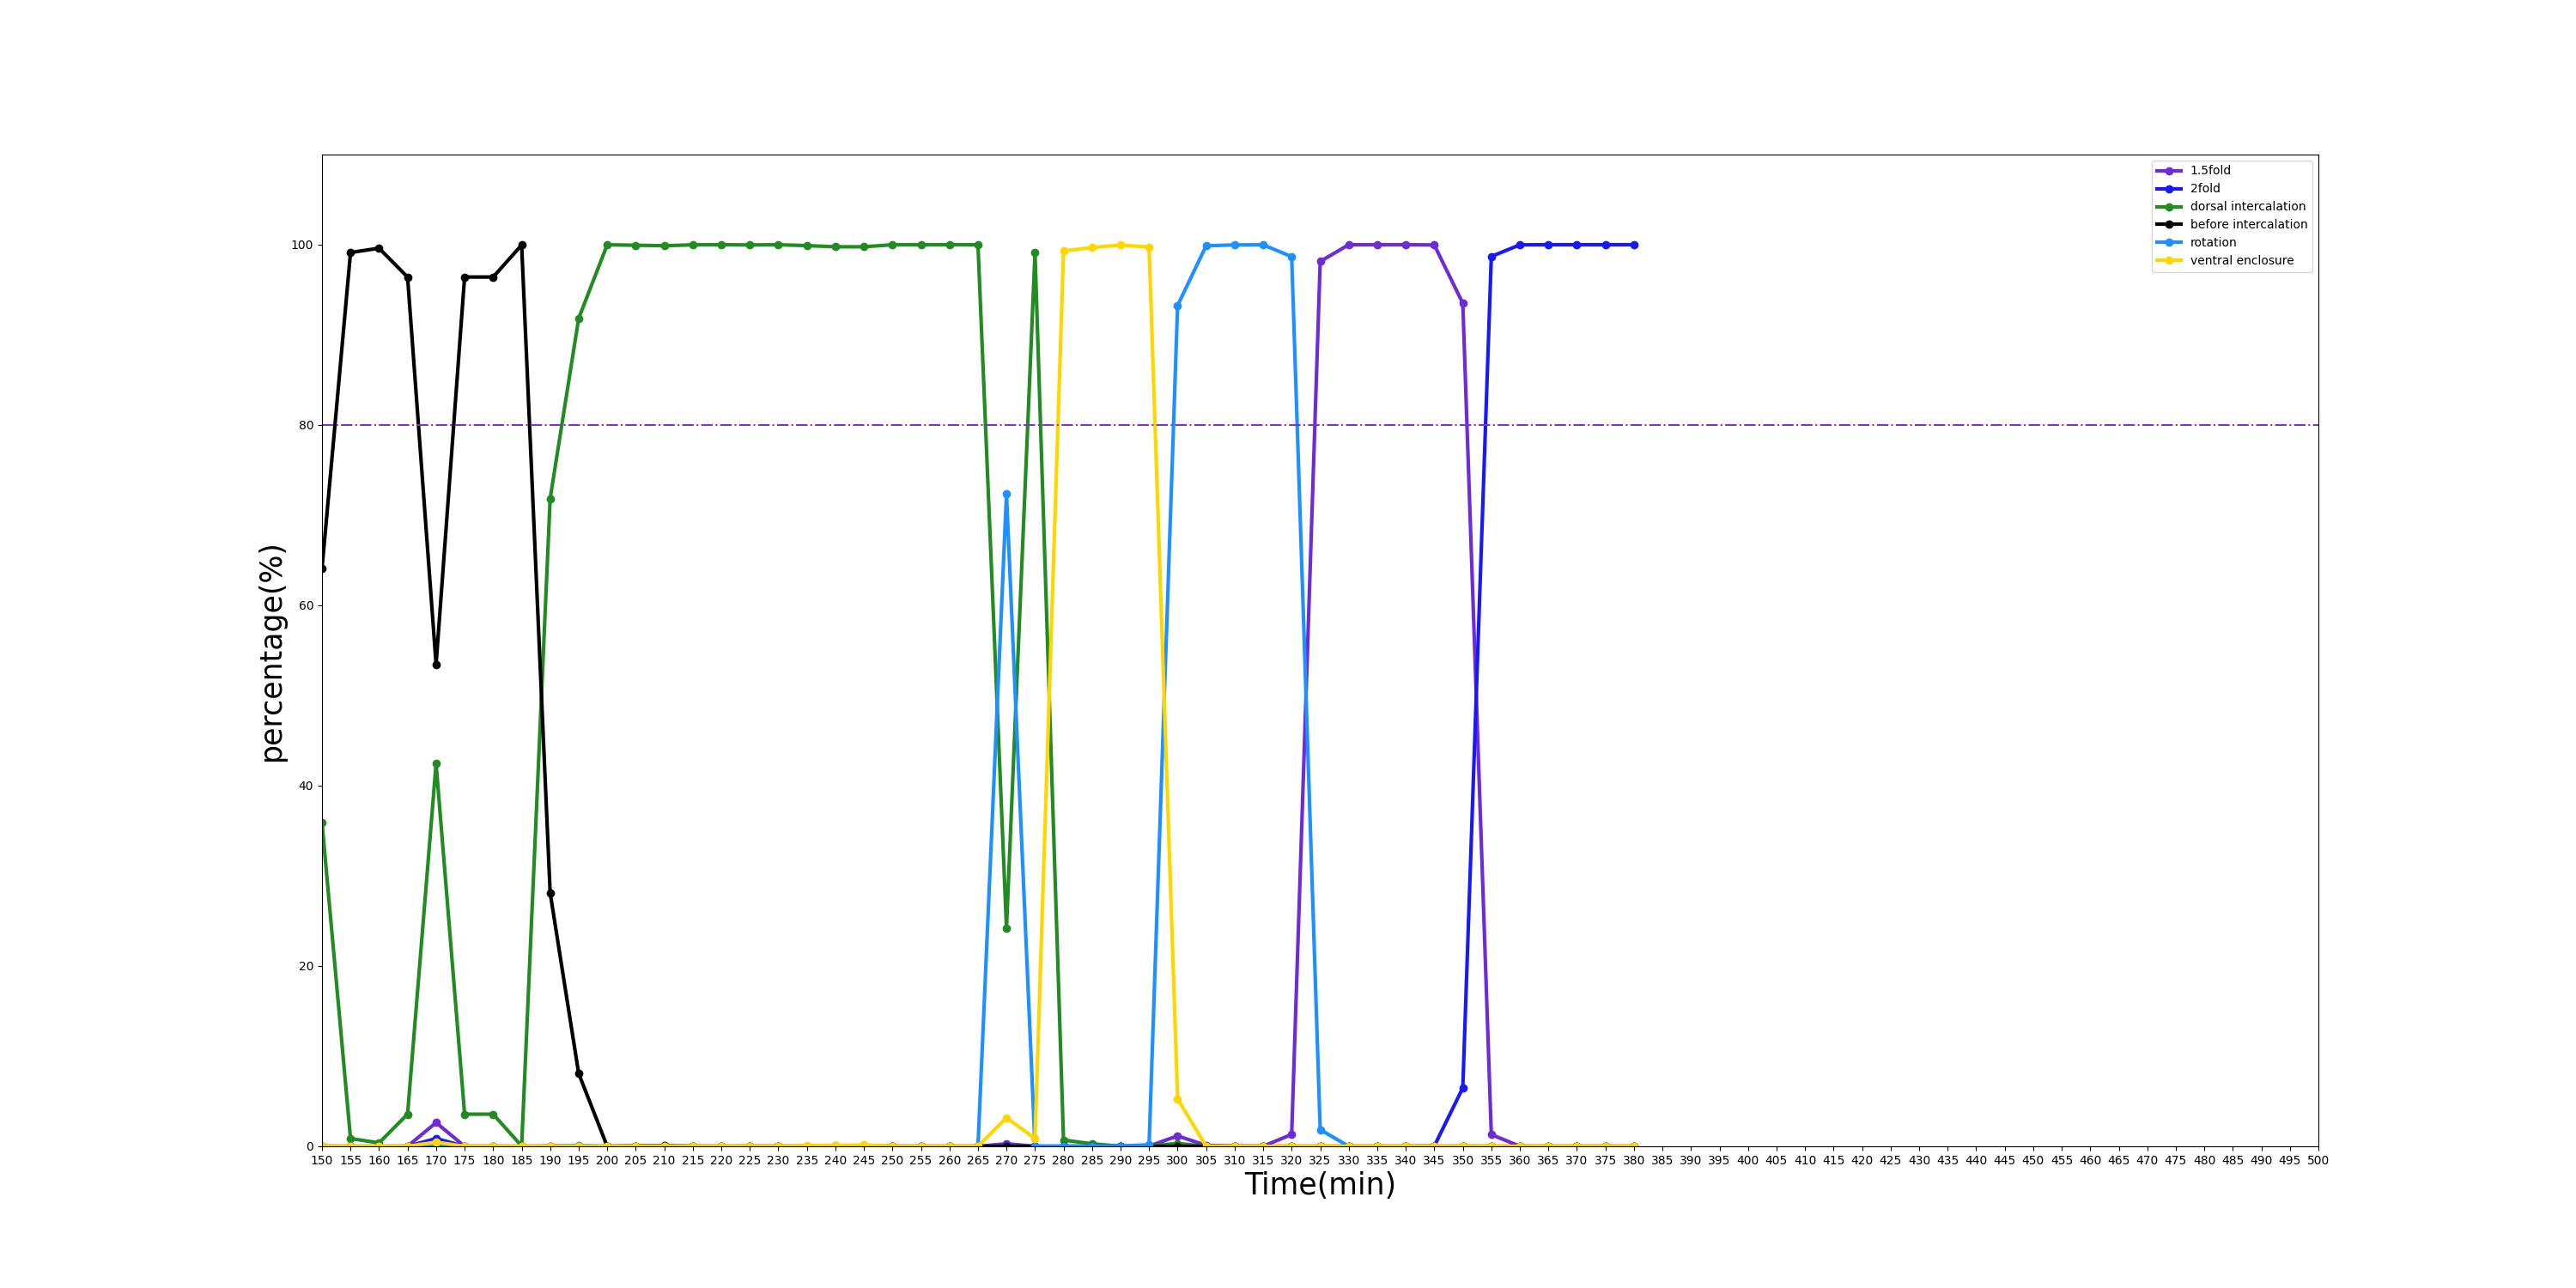 1.5fold
2fold
dorsal intercalation
before intercalation
rotation
ventral enclosure
100
80
60
40
20
0
percentage(%)
150 155 160 165 170 175 180 185 190 195 200 205 210 215 220 225 230 235 240 245 250 255 260 265 270 275 280 285 290 295 300 305 310 315 320 325 330 335 340 345 350 355 360 365 370 375 380 385 390 395 400 405 410 415 420 425 430 435 440 445 450 455 460 465 470 475 480 485 490 495 500
Time(min)